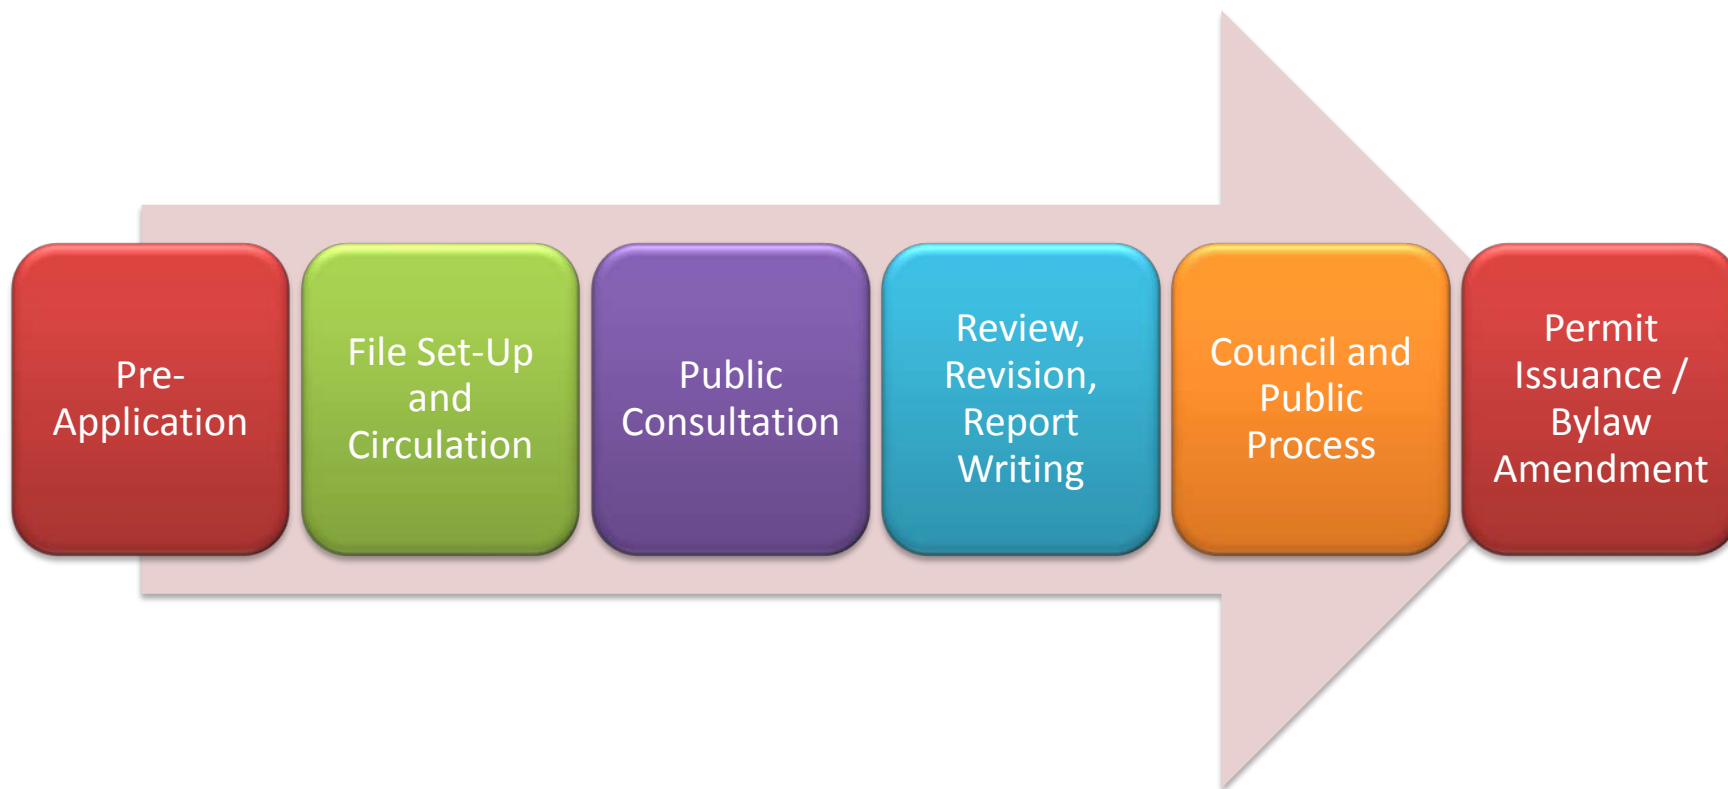 Pre-
Application
File Set-Up
and
Circulation
Public
Consultation
Review,
Revision,
Report
Writing
Council and
Public
Process
Permit
Issuance /
Bylaw
Amendment